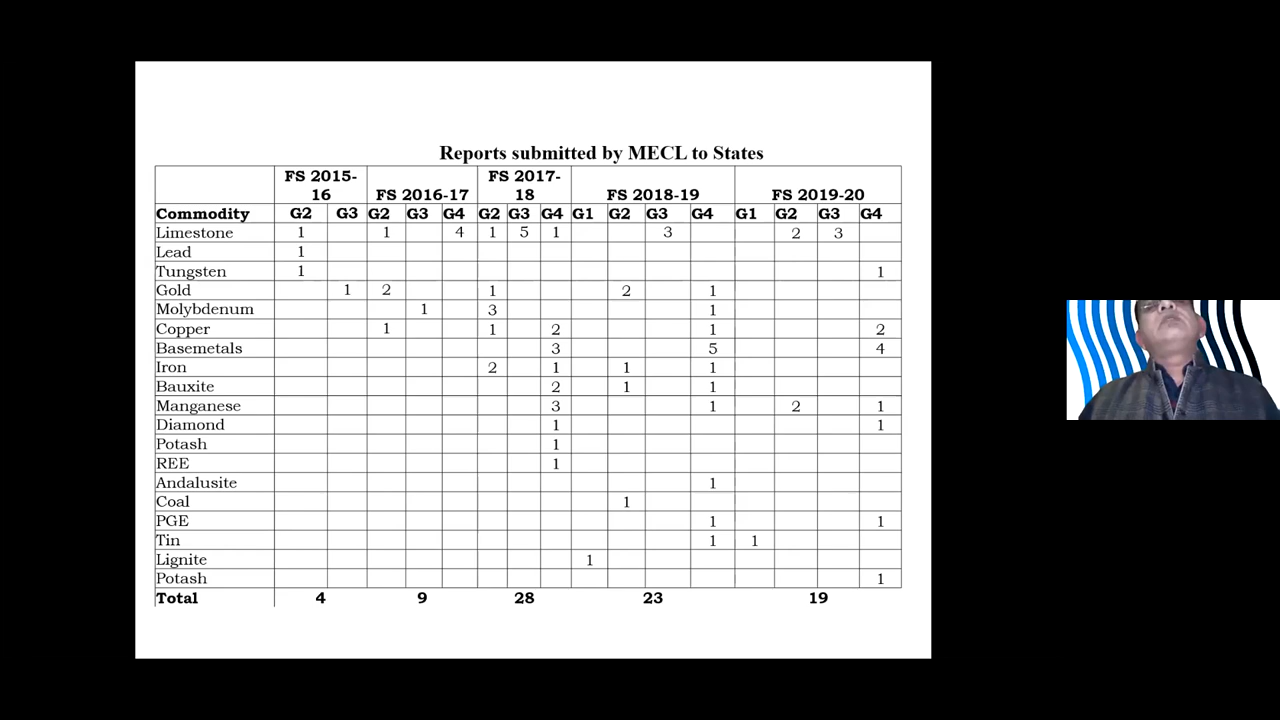 Reports submitted by MECL to States
FS 2015-16 FS 2016-17 FS 2017-18 FS 2018-19 FS 2019-20
Commodity G2 G3 G2 G3 G4 G2 G3 G4 G1 G2 G3 G4 G1 G2 G3 G4
Limestone 1 1 4 1 5 1 3 2 3
Lead 1
Tungsten 1 1
Gold 1 2 1 2 1
Molybdenum 1 3 1
Copper 1 1 2 1 2
Basemetals 3 5 4
Iron 2 1 1 1
Bauxite 2 1 1
Manganese 3 1 2 1
Diamond 1 1
Potash 1
REE 1
Andalusite 1
Coal 1
PGE 1 1
Tin 1 1
Lignite 1
Potash 1
Total 4 9 28 23 19